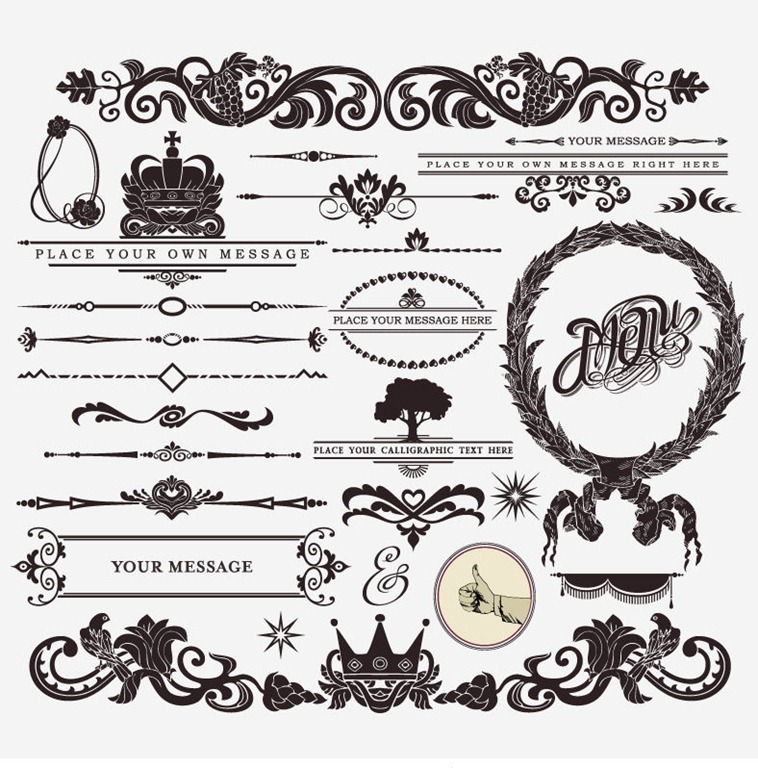 YOUR MESSAGE
PLACE YOUR OWN MESSAGE RIGHT HERE
PLACE YOUR OWN MESSAGE
PLACE YOUR MESSAGE HERE
Menu
PLACE YOUR CALLIGRAPHIC TEXT HERE
YOUR MESSAGE
&